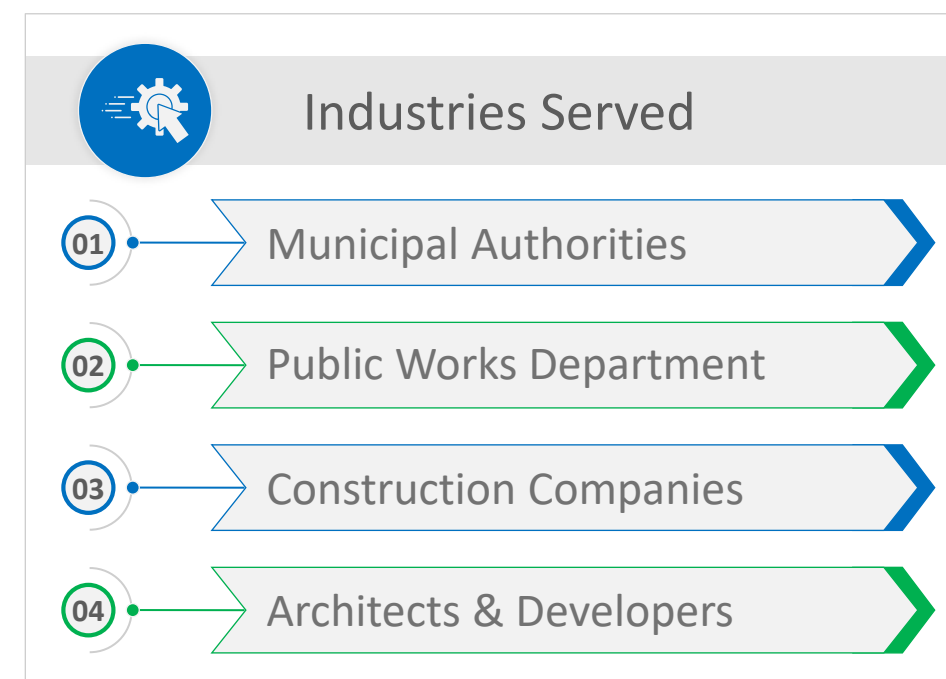 Industries Served
01 Municipal Authorities
02 Public Works Department
03 Construction Companies
04 Architects & Developers